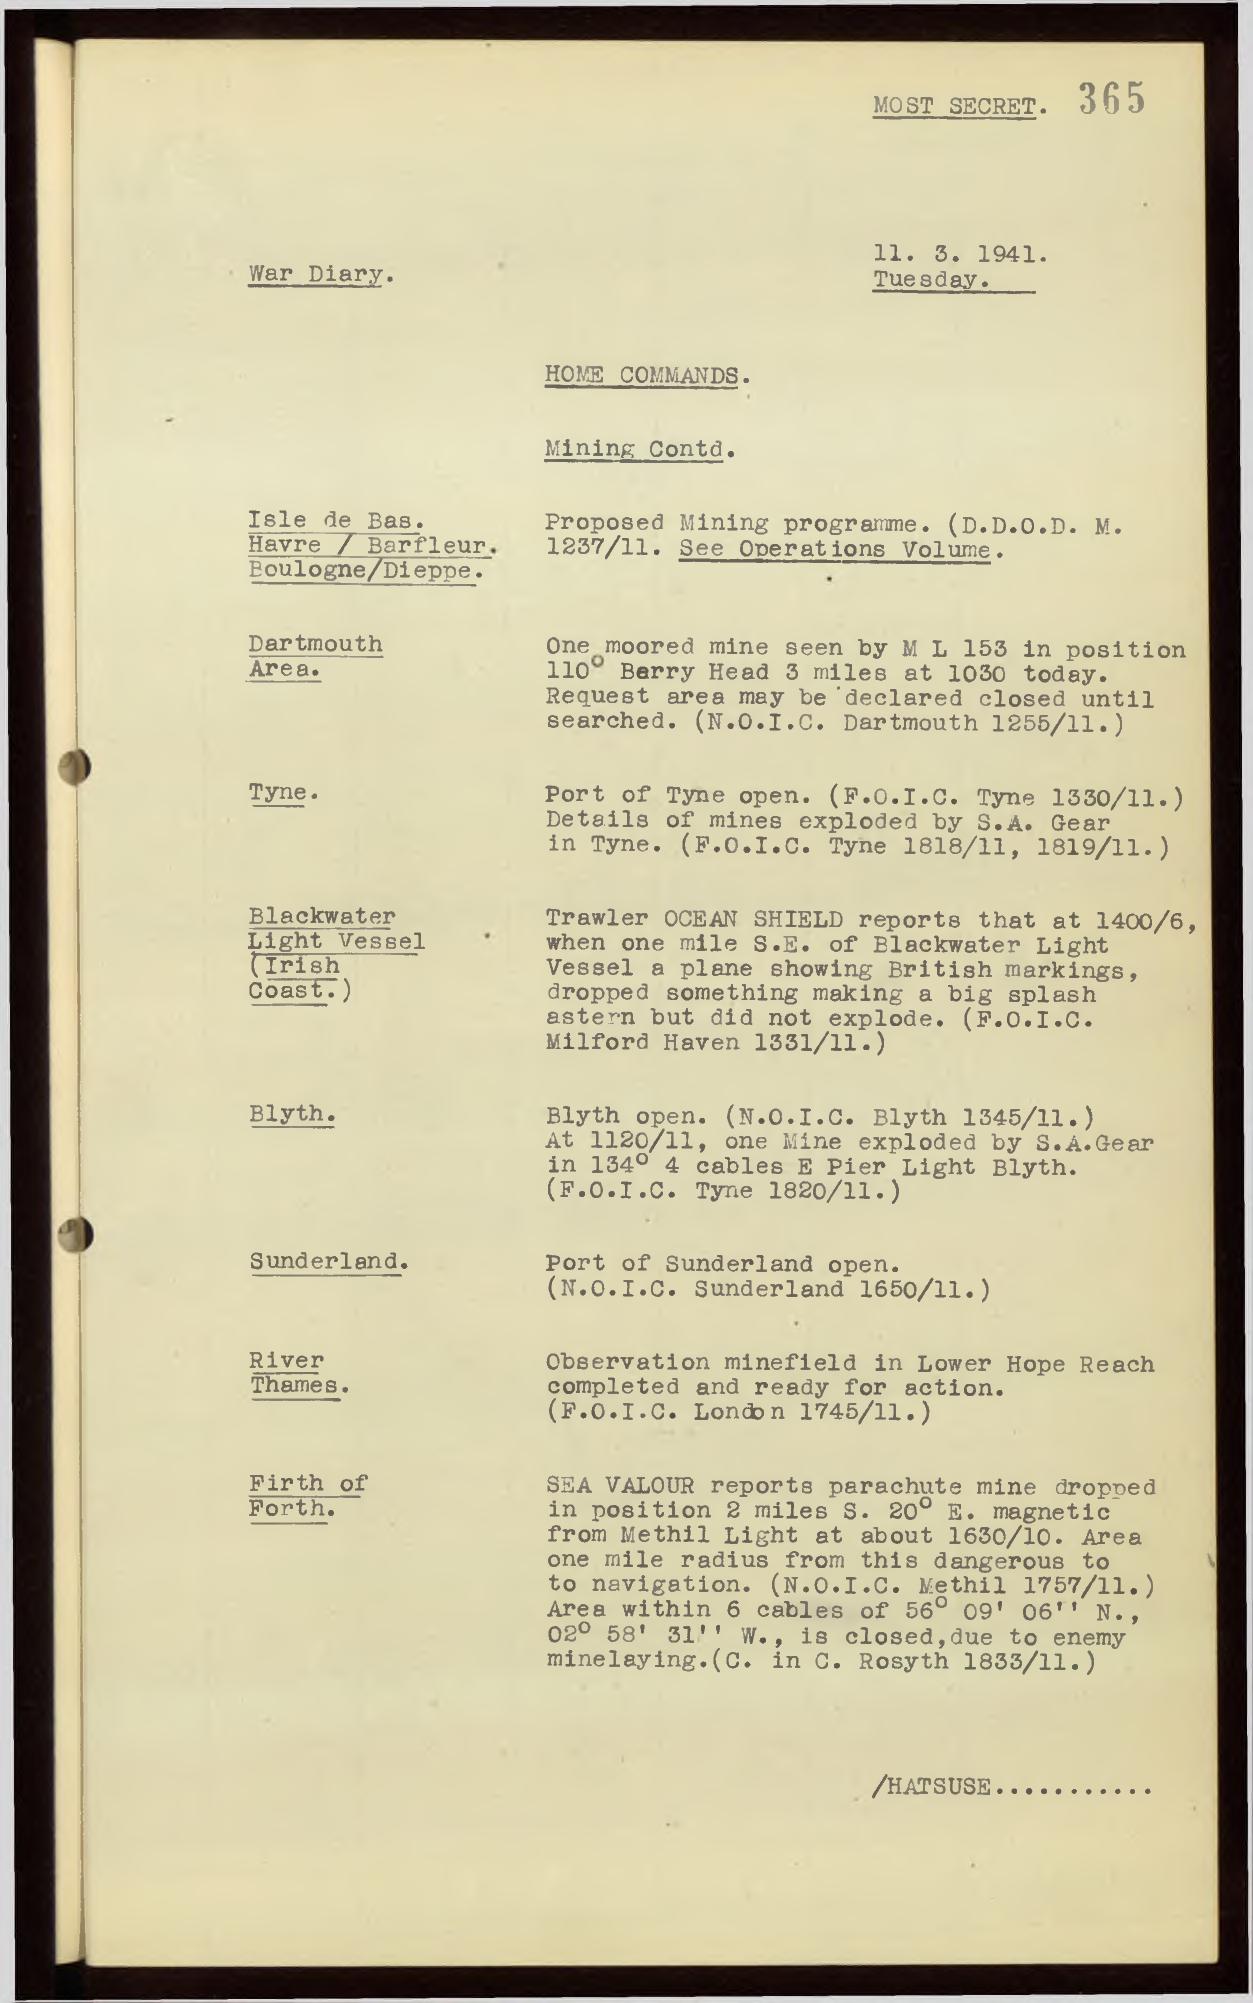 MOST SECRET. 365
11. 3. 1941.
War Diary.
Tuesday.
HOME COMMANDS.
Mining Contd.
Isle de Bas.
Havre / Barfleur.
Boulogne/Dieppe.
Proposed Mining programme. (D.D.O.D. M.
1237/11. See Operations Volume.
Dartmouth
Area.
One moored mine seen by M L 153 in position
110° Berry Head 3 miles at 1030 today.
Request area may be declared closed until
searched. (N.O.I.C. Dartmouth 1255/11.)
Tyne.
Port of Tyne open. (F.O.I.C. Tyne 1330/11.)
Details of mines exploded by S.A. Gear
in Tyne. (F.O.I.C. Tyne 1818/11, 1819/11.)
Blackwater
Light Vessel
(Irish
Coast.)
Trawler OCEAN SHIELD reports that at 1400/6,
when one mile S.E. of Blackwater Light
Vessel a plane showing British markings,
dropped something making a big splash
astern but did not explode. (F.O.I.C.
Milford Haven 1331/11.)
Blyth.
Blyth open. (N.O.I.C. Blyth 1345/11.)
At 1120/11, one Mine exploded by S.A.Gear
in 134° 4 cables E Pier Light Blyth.
(F.O.I.C. Tyne 1820/11.)
Sunderland.
Port of Sunderland open.
(N.O.I.C. Sunderland 1650/11.)
River
Thames.
Observation minefield in Lower Hope Reach
completed and ready for action.
(F.O.I.C. London 1745/11.)
Firth of
Forth.
SEA VALOUR reports parachute mine dropped
in position 2 miles S. 20° E. magnetic
from Methil Light at about 1630/10. Area
one mile radius from this dangerous to
to navigation. (N.O.I.C. Methil 1757/11.)
Area within 6 cables of 56° 09' 06'' N.,
02° 58' 31'' W., is closed,due to enemy
minelaying.(C. in C. Rosyth 1833/11.)
/HATSUSE...........